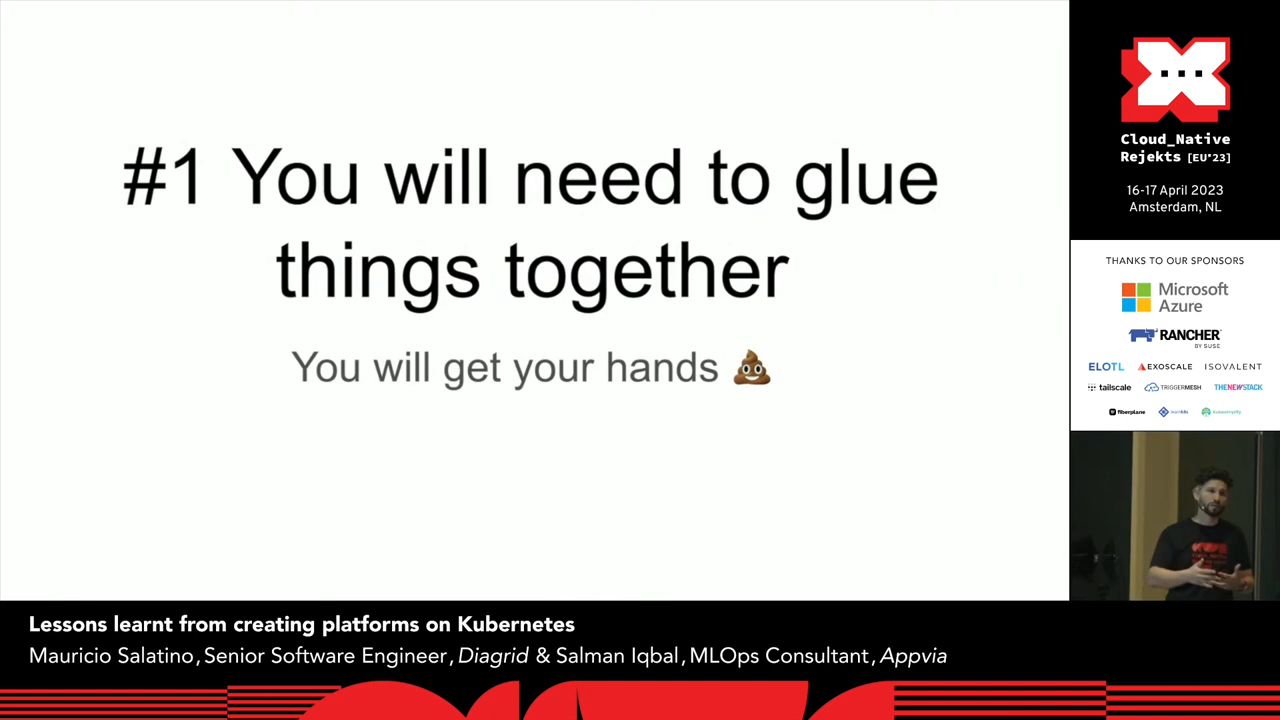 #1 You will need to glue
things together
You will get your hands 💩
Cloud_Native
Rejekts [EU'23]
16-17 April 2023
Amsterdam, NL
THANKS TO OUR SPONSORS
Microsoft
Azure
RANCHER
BY SUSE
ELOTL
EXOSCALE
ISOVALENT
tailscale
TRIGGERMESH
THENEWSTACK
fiberplane
Kubesimplify
Lessons learnt from creating platforms on Kubernetes
Mauricio Salatino, Senior Software Engineer, Diagrid & Salman Iqbal, MLOps Consultant, Appvia